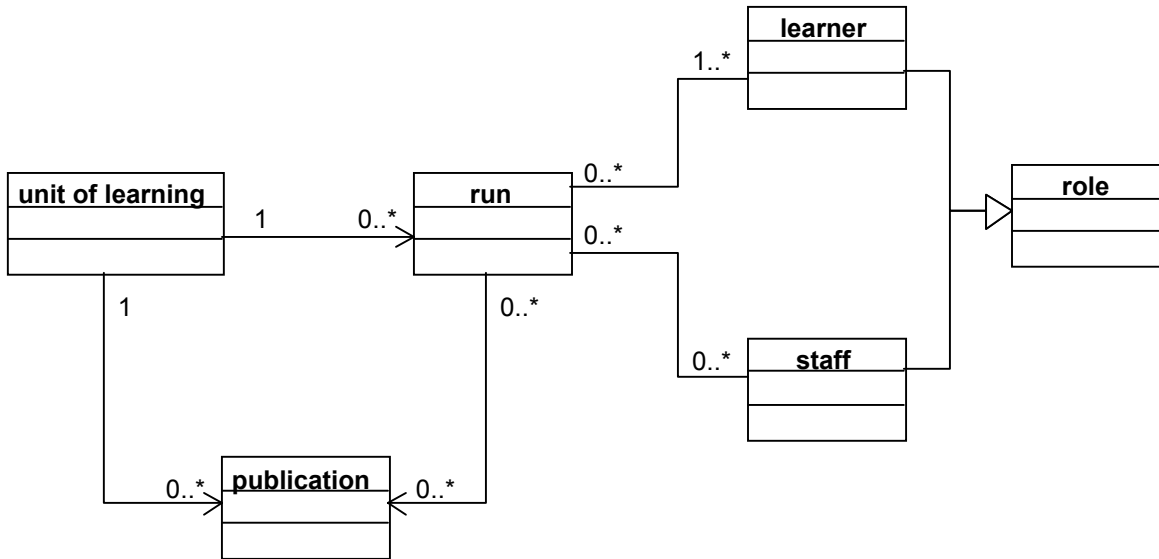 learner
1..*
unit of learning
run
0..*
role
1
0..*
0..*
1
0..*
0..*
staff
0..*
publication
0..*